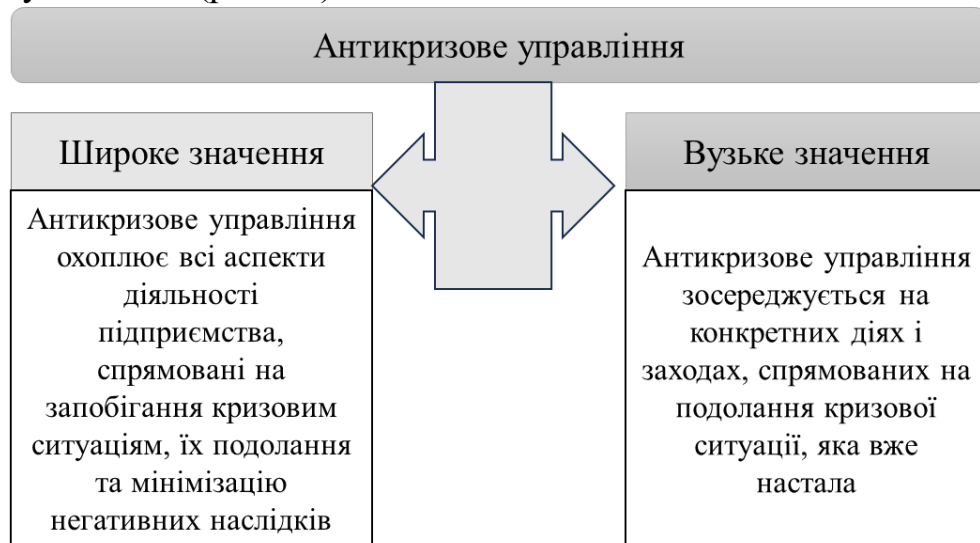 Антикризове управління
Широке значення
Антикризове управління
охоплює всі аспекти
діяльності
підприємства,
спрямовані на
запобігання кризовим
ситуаціям, їх подолання
та мінімізацію
негативних наслідків
Вузьке значення
Антикризове управління
зосереджується на
конкретних діях і
заходах, спрямованих на
подолання кризової
ситуації, яка вже
настала